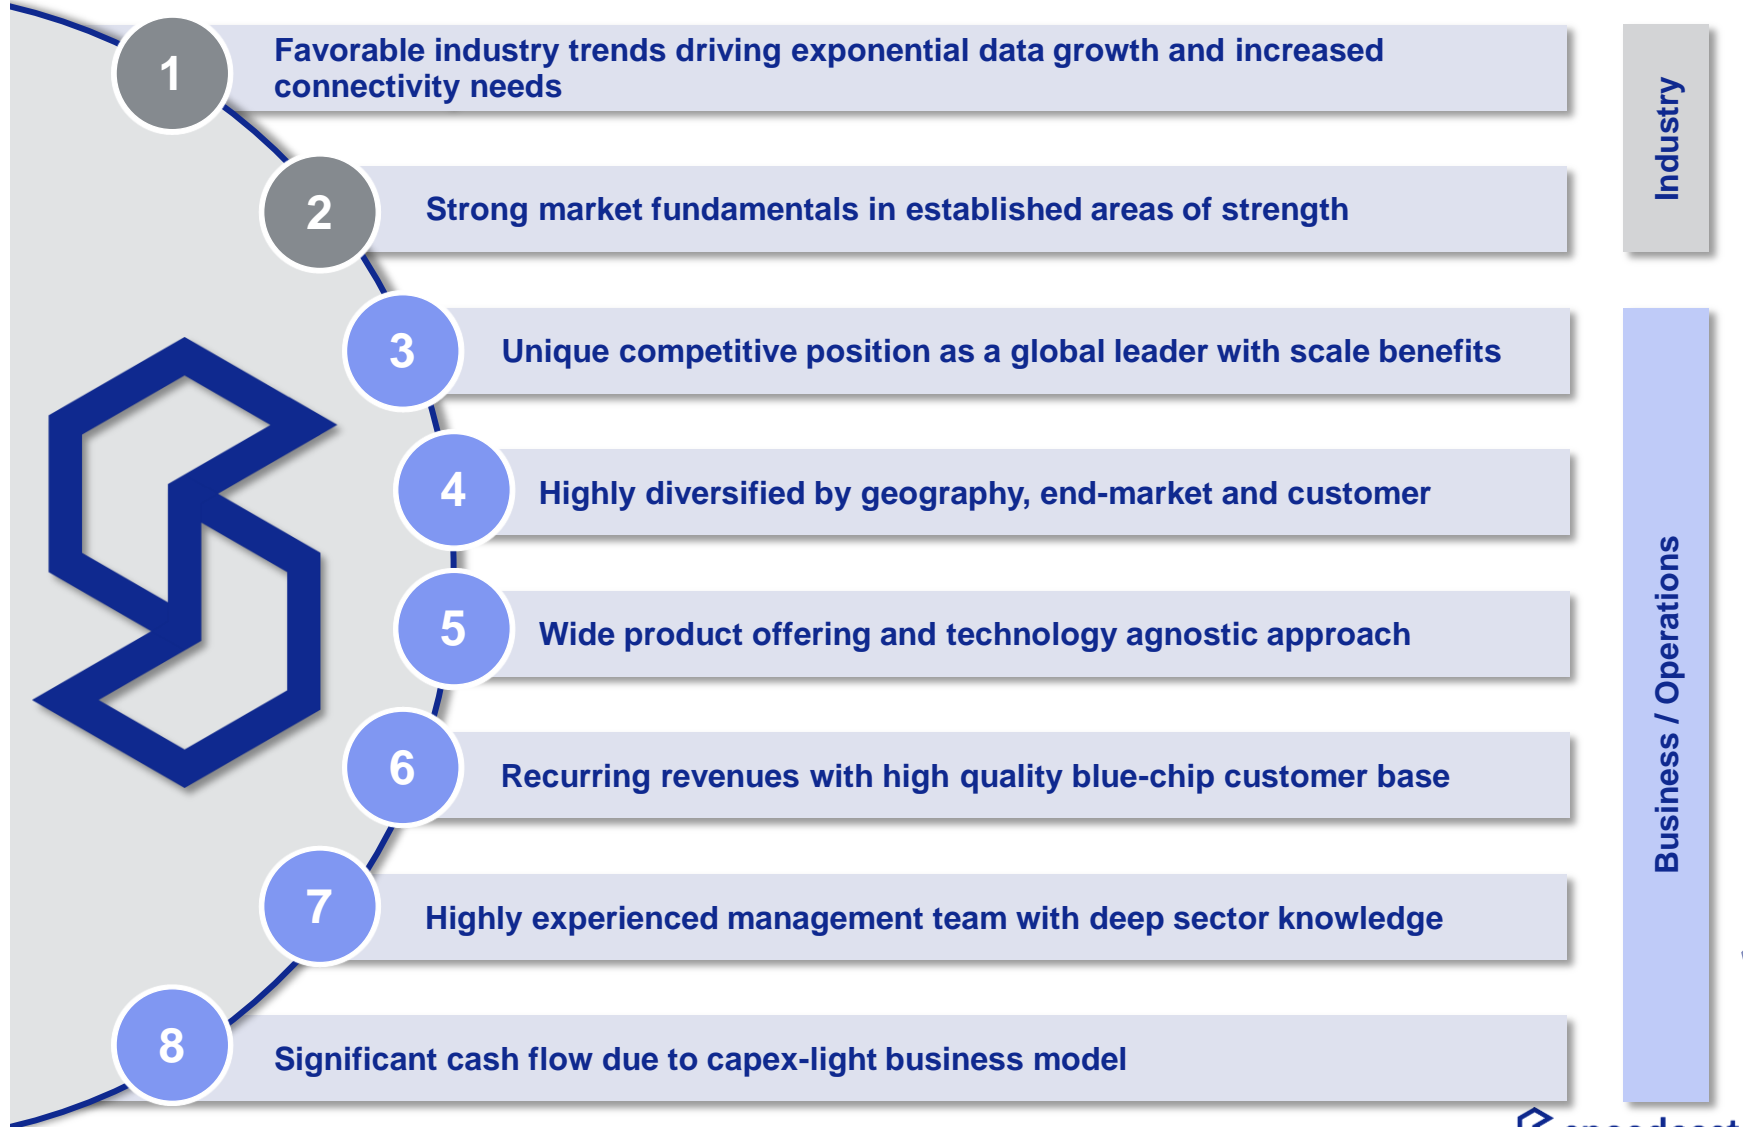 1
Favorable industry trends driving exponential data growth and increased
connectivity needs
2
Strong market fundamentals in established areas of strength
Industry
3
Unique competitive position as a global leader with scale benefits
4
Highly diversified by geography, end-market and customer
5
Wide product offering and technology agnostic approach
6
Recurring revenues with high quality blue-chip customer base
7
Highly experienced management team with deep sector knowledge
8
Significant cash flow due to capex-light business model
Business / Operations